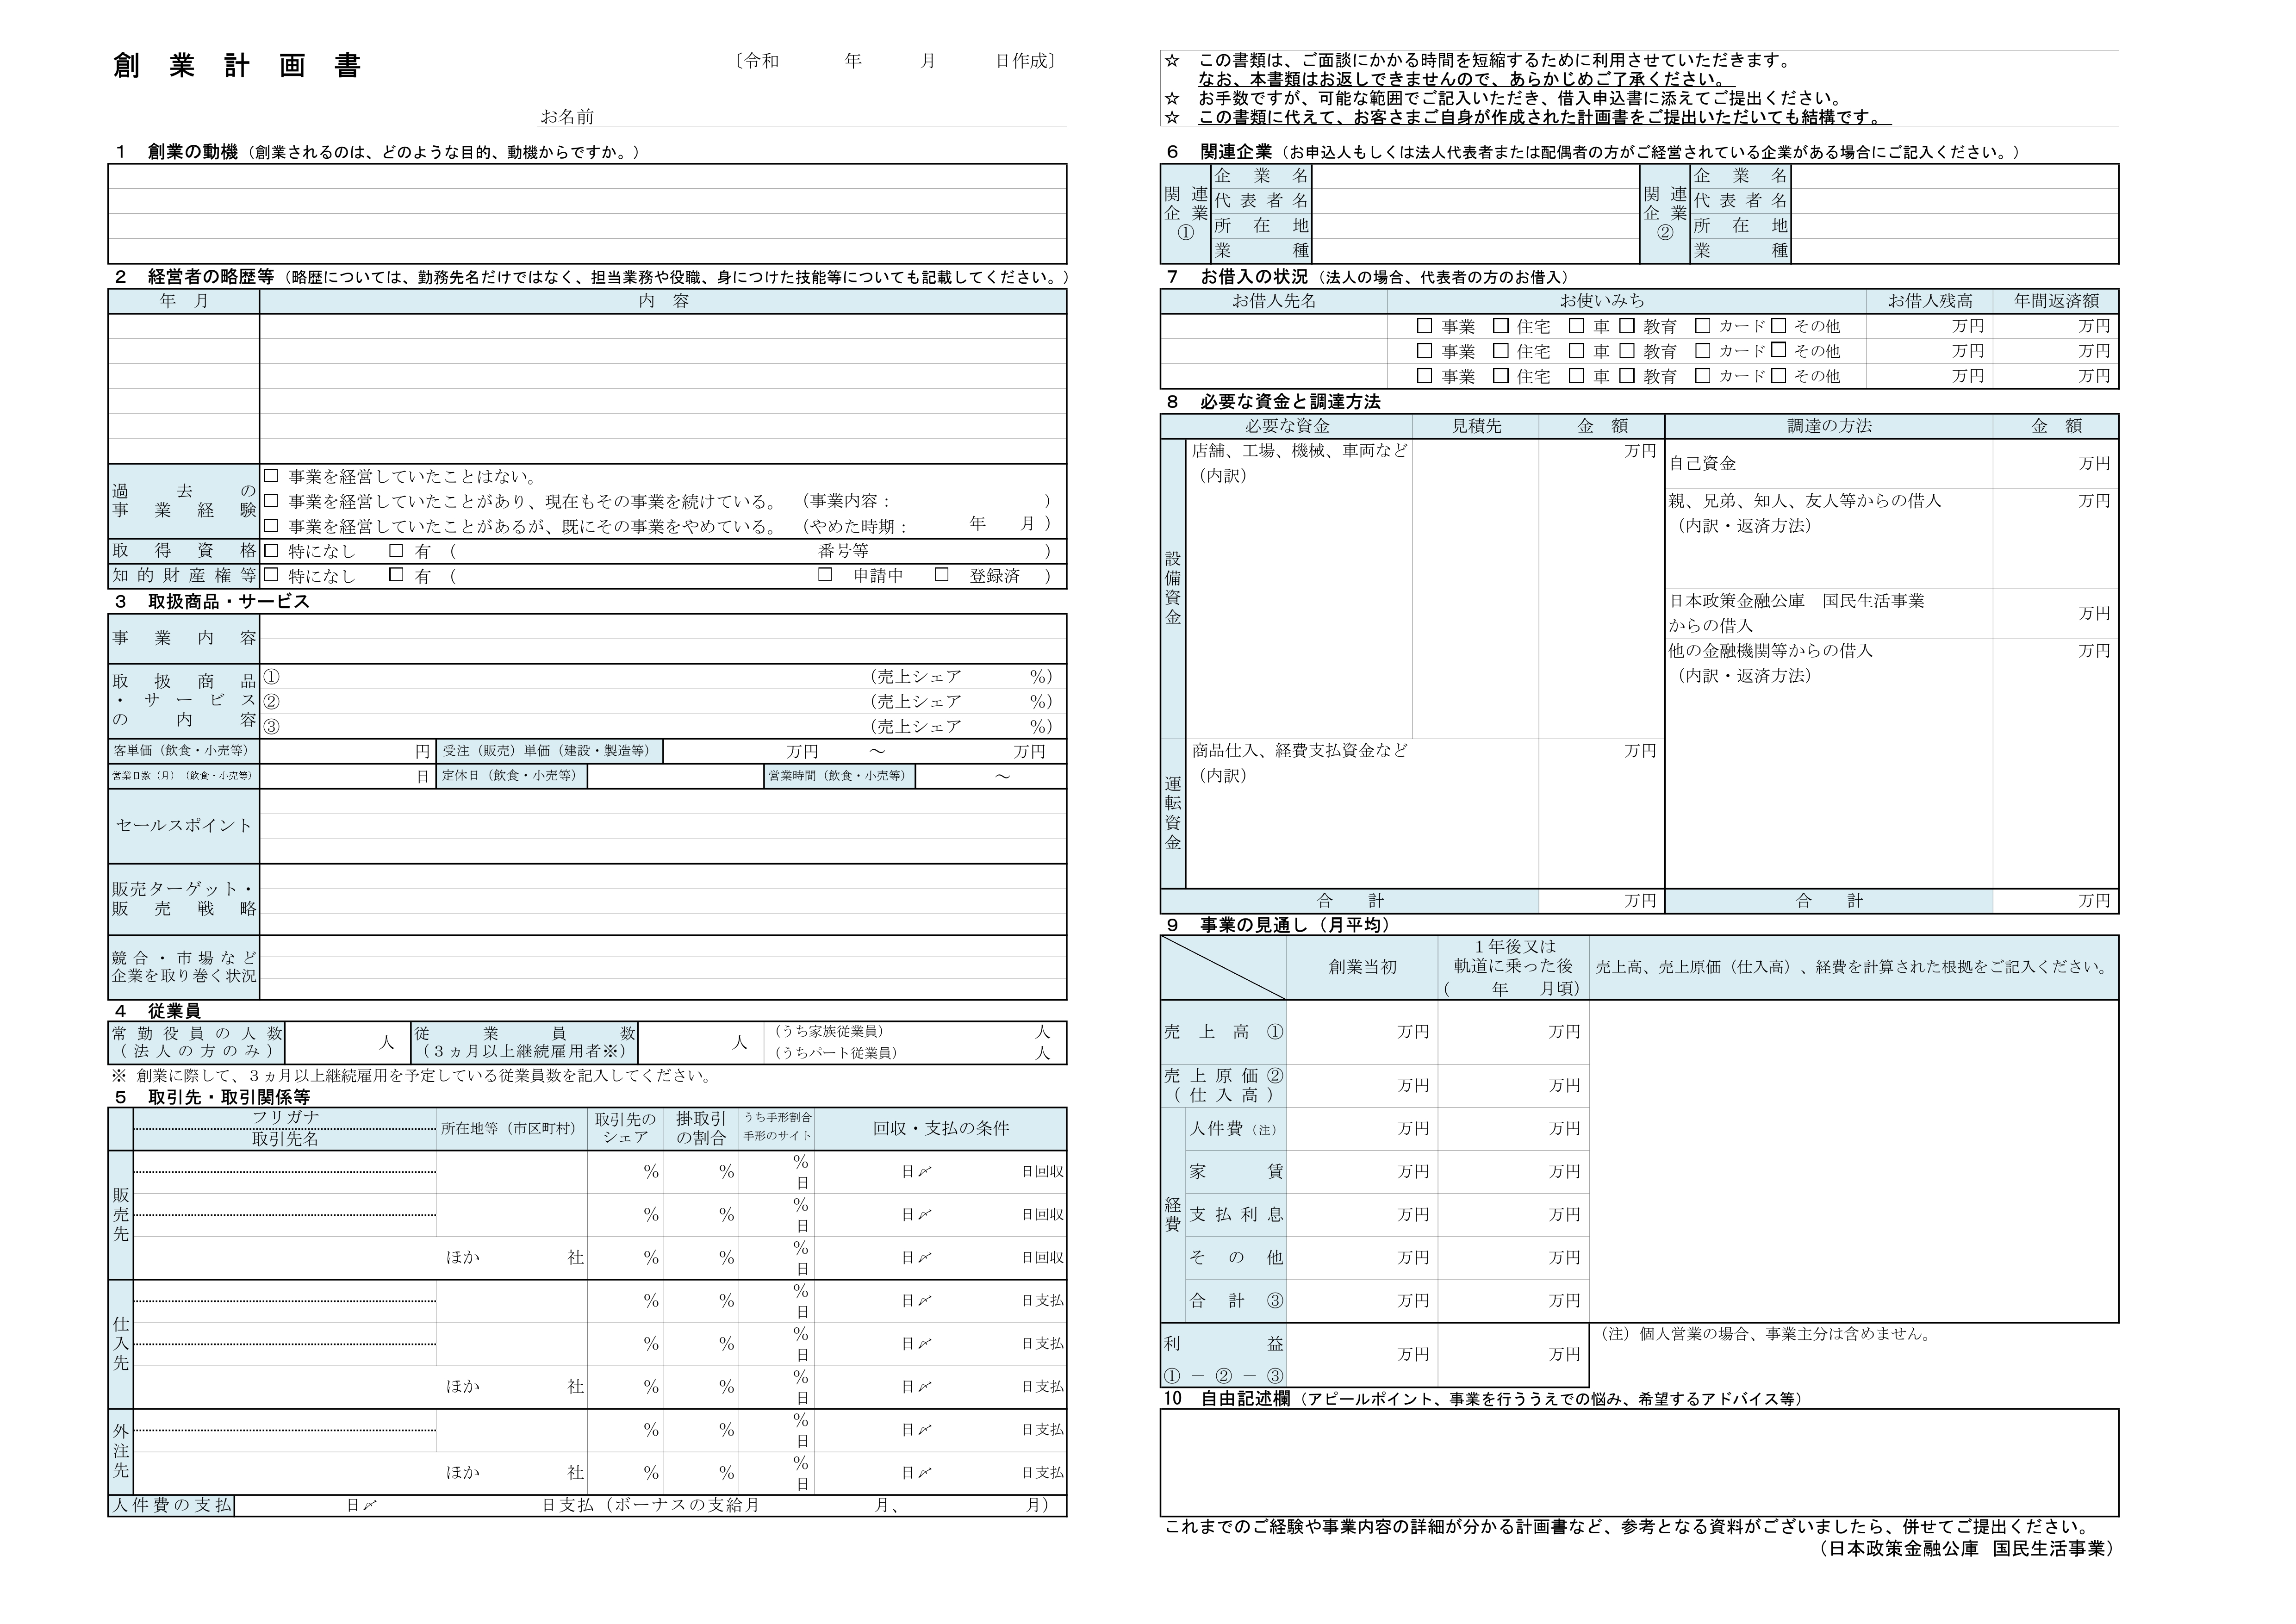 創 業 計 画 書
〔令和　　年　　月　　日作成〕
お名前
１　創業の動機（創業されるのは、どのような目的、動機からですか。）
２　経営者の略歴等（略歴については、勤務先名だけではなく、担当業務や役職、身につけた技能等についても記載してください。）
年　月　内　容
過去の事業経験
□ 事業を経営していたことはない。
□ 事業を経営していたことがあり、現在もその事業を続けている。（事業内容：　　）
□ 事業を経営していたことがあるが、既にその事業をやめている。（やめた時期：　　年　　月）
取得資格　□ 特になし　□ 有（　　番号等　　）
知的財産権等　□ 特になし　□ 有（　　□ 申請中　□ 登録済　）
３　取扱商品・サービス
事業内容
取扱商品・サービスの内容
①　（売上シェア　　％）
②　（売上シェア　　％）
③　（売上シェア　　％）
客単価（飲食・小売等）　円　受注（販売）単価（建設・製造等）　万円　～　万円
営業日数（月）（飲食・小売等）　日　定休日（飲食・小売等）　営業時間（飲食・小売等）　～
セールスポイント
販売ターゲット・
販売戦略
競合・市場など
企業を取り巻く状況
４　従業員
常勤役員の人数　人　従業員数　人　（うち家族従業員）　人
（法人の方のみ）　（３ヵ月以上継続雇用者※）　（うちパート従業員）　人
※ 創業に際して、３ヵ月以上継続雇用を予定している従業員数を記入してください。
５　取引先・取引関係等
フリガナ
取引先名　所在地等（市区町村）　取引先のシェア　掛取引の割合　うち手形割合　手形のサイト　回収・支払の条件
販売先
％　％　％　日　日〆　日回収
％　％　％　日　日〆　日回収
ほか　社　％　％　％　日　日〆　日回収
仕入先
％　％　％　日　日〆　日支払
％　％　％　日　日〆　日支払
ほか　社　％　％　％　日　日〆　日支払
外注先
％　％　％　日　日〆　日支払
ほか　社　％　％　％　日　日〆　日支払
人件費の支払　日〆　日支払（ボーナスの支給月　月、　月）
☆　この書類は、ご面談にかかる時間を短縮するために利用させていただきます。
なお、本書類はお返しできませんので、あらかじめご了承ください。
☆　お手数ですが、可能な範囲でご記入いただき、借入申込書に添えてご提出ください。
☆　この書類に代えて、お客さまご自身が作成された計画書をご提出いただいても結構です。
６　関連企業（お申込人もしくは法人代表者または配偶者の方がご経営されている企業がある場合にご記入ください。）
関連企業①　企業名　関連企業②　企業名
代表者名　代表者名
所在地　所在地
業種　業種
７　お借入の状況（法人の場合、代表者の方のお借入）
お借入先名　お使いみち　お借入残高　年間返済額
□ 事業　□ 住宅　□ 車　□ 教育　□ カード　□ その他　万円　万円
□ 事業　□ 住宅　□ 車　□ 教育　□ カード　□ その他　万円　万円
□ 事業　□ 住宅　□ 車　□ 教育　□ カード　□ その他　万円　万円
８　必要な資金と調達方法
必要な資金　見積先　金　額　調達の方法　金　額
設備資金
店舗、工場、機械、車両など　万円
（内訳）
自己資金　万円
親、兄弟、知人、友人等からの借入　万円
（内訳・返済方法）
日本政策金融公庫　国民生活事業
からの借入　万円
他の金融機関等からの借入　万円
（内訳・返済方法）
運転資金
商品仕入、経費支払資金など　万円
（内訳）
合　計　万円　合　計　万円
９　事業の見通し（月平均）
創業当初　１年後又は
軌道に乗った後
（　　年　　月頃）　売上高、売上原価（仕入高）、経費を計算された根拠をご記入ください。
売上高①　万円　万円
売上原価②
（仕入高）　万円　万円
経費
人件費（注）　万円　万円
家賃　万円　万円
支払利息　万円　万円
その他　万円　万円
合計③　万円　万円
利益
①－②－③　万円　万円
（注）個人営業の場合、事業主分は含めません。
10　自由記述欄（アピールポイント、事業を行ううえでの悩み、希望するアドバイス等）
これまでのご経験や事業内容の詳細が分かる計画書など、参考となる資料がございましたら、併せてご提出ください。
（日本政策金融公庫　国民生活事業）